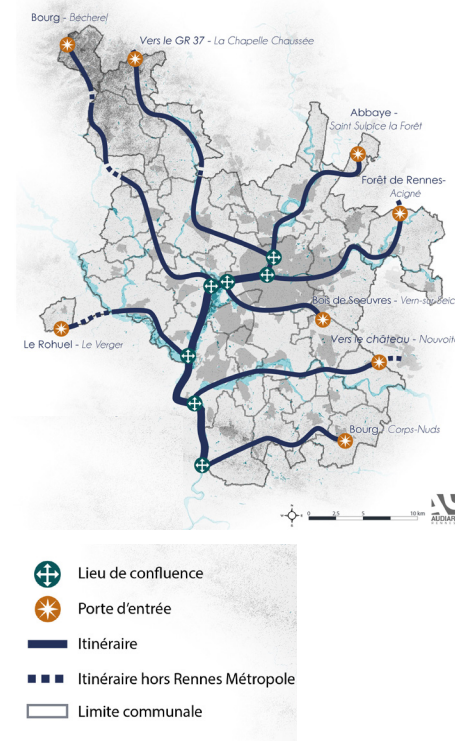 Bourg - Bécherel
Vers le GR 37 - La Chapelle Chaussée
Abbaye -
Saint Sulpice la Forêt
Forêt de Rennes-
Acigné
Bois de Soeuvres - Vern-sur-Seic
Vers le château - Nouvoito
Le Rohuel - Le Verger
Bourg - Corps-Nuds
0 2,5 5 10 km
AUDIAR
Lieu de confluence
Porte d'entrée
Itinéraire
Itinéraire hors Rennes Métropole
Limite communale